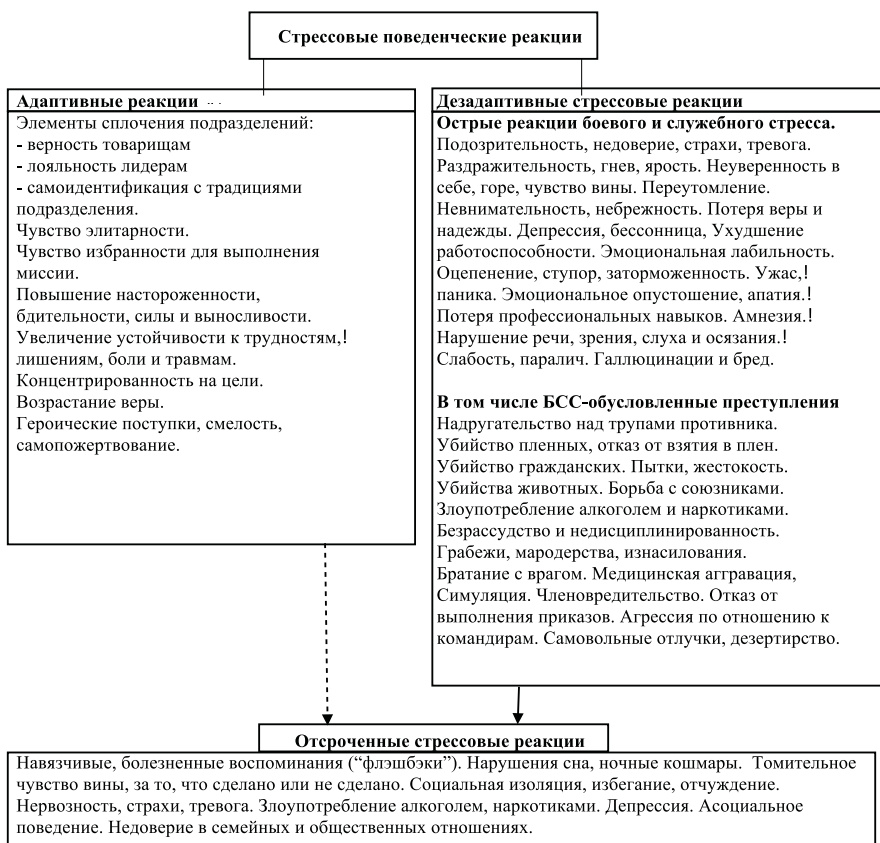 Стрессовые поведенческие реакции
Адаптивные реакции
Элементы сплочения подразделений:
- верность товарищам
- лояльность лидерам
- самоидентификация с традициями
подразделения.
Чувство элитарности.
Чувство избранности для выполнения
миссии.
Повышение настороженности,
бдительности, силы и выносливости.
Увеличение устойчивости к трудностям,!
лишениям, боли и травмам.
Концентрированность на цели.
Возрастание веры.
Героические поступки, смелость,
самопожертвование.
Дезадаптивные стрессовые реакции
Острые реакции боевого и служебного стресса.
Подозрительность, недоверие, страхи, тревога.
Раздражительность, гнев, ярость. Неуверенность в
себе, горе, чувство вины. Переутомление.
Невнимательность, небрежность. Потеря веры и
надежды. Депрессия, бессонница, Ухудшение
работоспособности. Эмоциональная лабильность.
Оцепенение, ступор, заторможенность. Ужас,!
паника. Эмоциональное опустошение, апатия.!
Потеря профессиональных навыков. Амнезия.!
Нарушение речи, зрения, слуха и осязания.!
Слабость, паралич. Галлюцинации и бред.
В том числе БСС-обусловленные преступления
Надругательство над трупами противника.
Убийство пленных, отказ от взятия в плен.
Убийство гражданских. Пытки, жестокость.
Убийства животных. Борьба с союзниками.
Злоупотребление алкоголем и наркотиками.
Безрассудство и недисциплинированность.
Грабежи, мародерства, изнасилования.
Братание с врагом. Медицинская аггравация,
Симуляция. Членовредительство. Отказ от
выполнения приказов. Агрессия по отношению к
командирам. Самовольные отлучки, дезертирство.
Отсроченные стрессовые реакции
Навязчивые, болезненные воспоминания (“флэшбэки”). Нарушения сна, ночные кошмары. Томительное
чувство вины, за то, что сделано или не сделано. Социальная изоляция, избегание, отчуждение.
Нервозность, страхи, тревога. Злоупотребление алкоголем, наркотиками. Депрессия. Асоциальное
поведение. Недоверие в семейных и общественных отношениях.